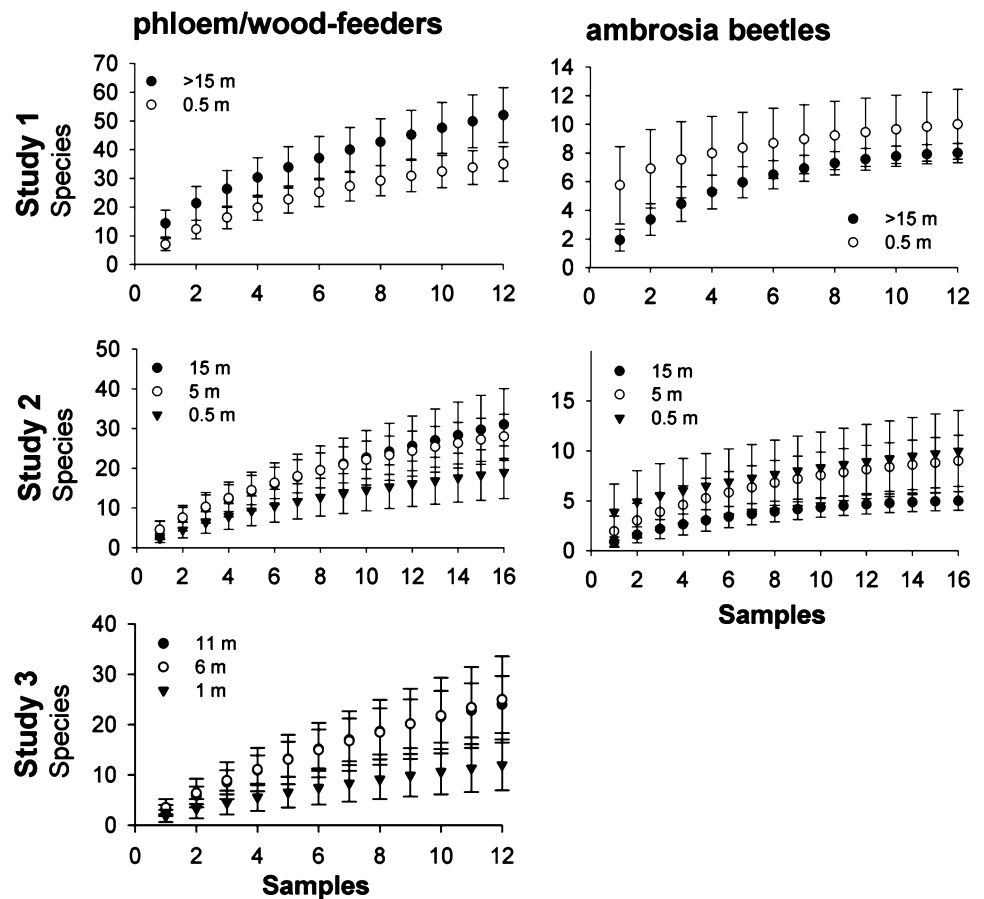 phloem/wood-feeders
ambrosia beetles
Study 1
Species
70
60
50
40
30
20
10
0
>15 m
0.5 m
0 2 4 6 8 10 12
14
12
10
8
6
4
2
0
>15 m
0.5 m
0 2 4 6 8 10 12
Study 2
Species
50
40
30
20
10
0
15 m
5 m
0.5 m
0 2 4 6 8 10 12 14 16
15
10
5
0
15 m
5 m
0.5 m
0 2 4 6 8 10 12 14 16
Samples
Study 3
Species
40
30
20
10
0
11 m
6 m
1 m
0 2 4 6 8 10 12
Samples